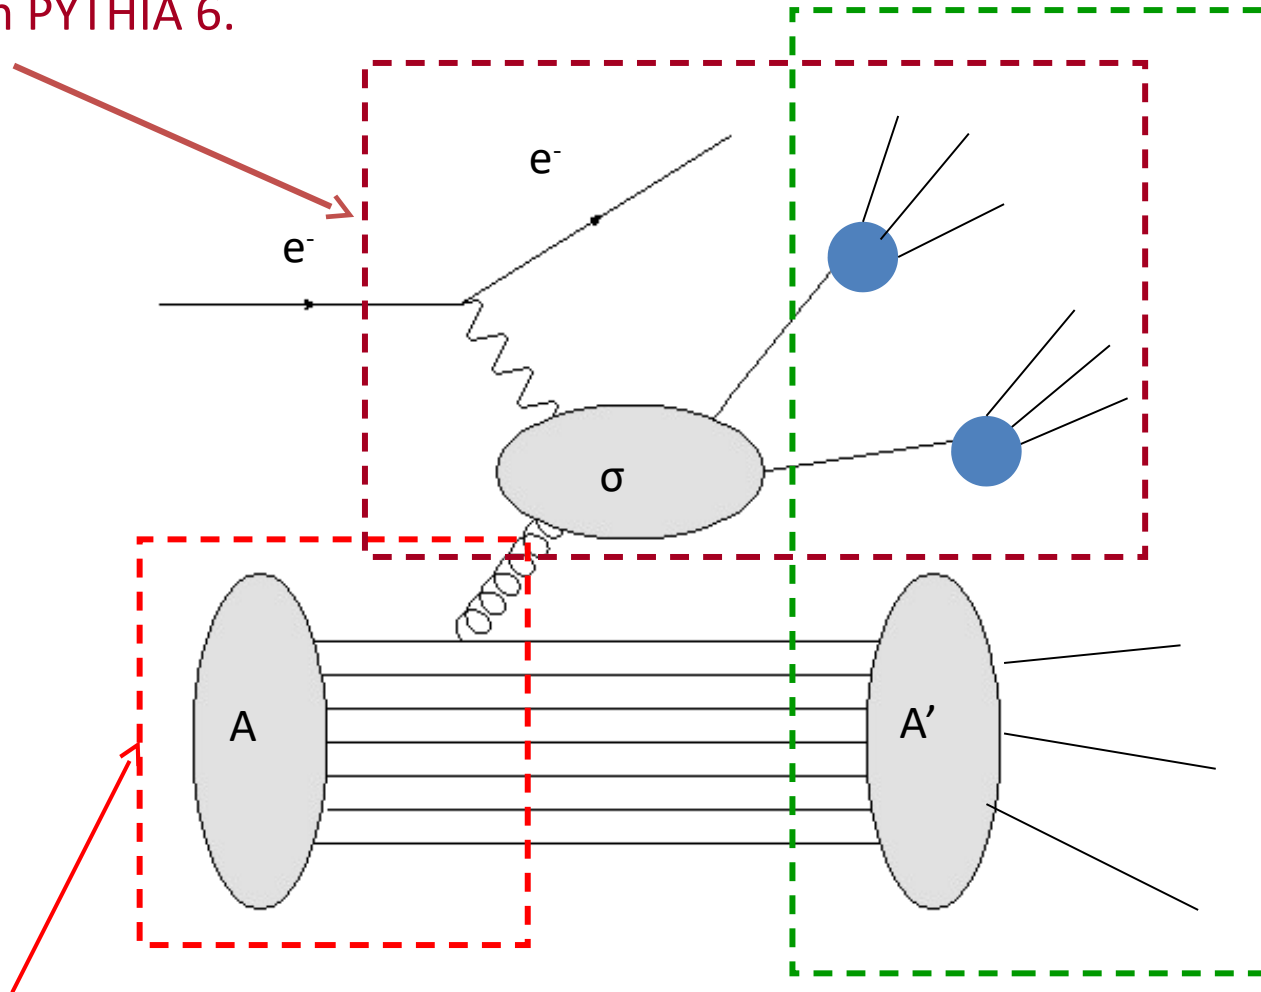 n PYTHIA 6.
e-
e-
σ
A
A’